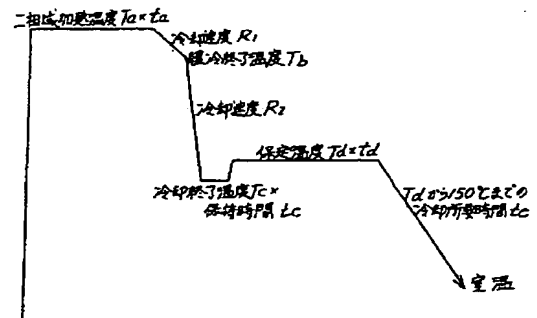 二相域加熱温度 Ta×ta
冷却速度 R1
緩冷終了温度 Tb
冷却速度 R2
保定温度 Td×td
冷却終了温度 Tc×
保持時間 tc
Tdから150℃までの
冷却所要時間 tc
室温